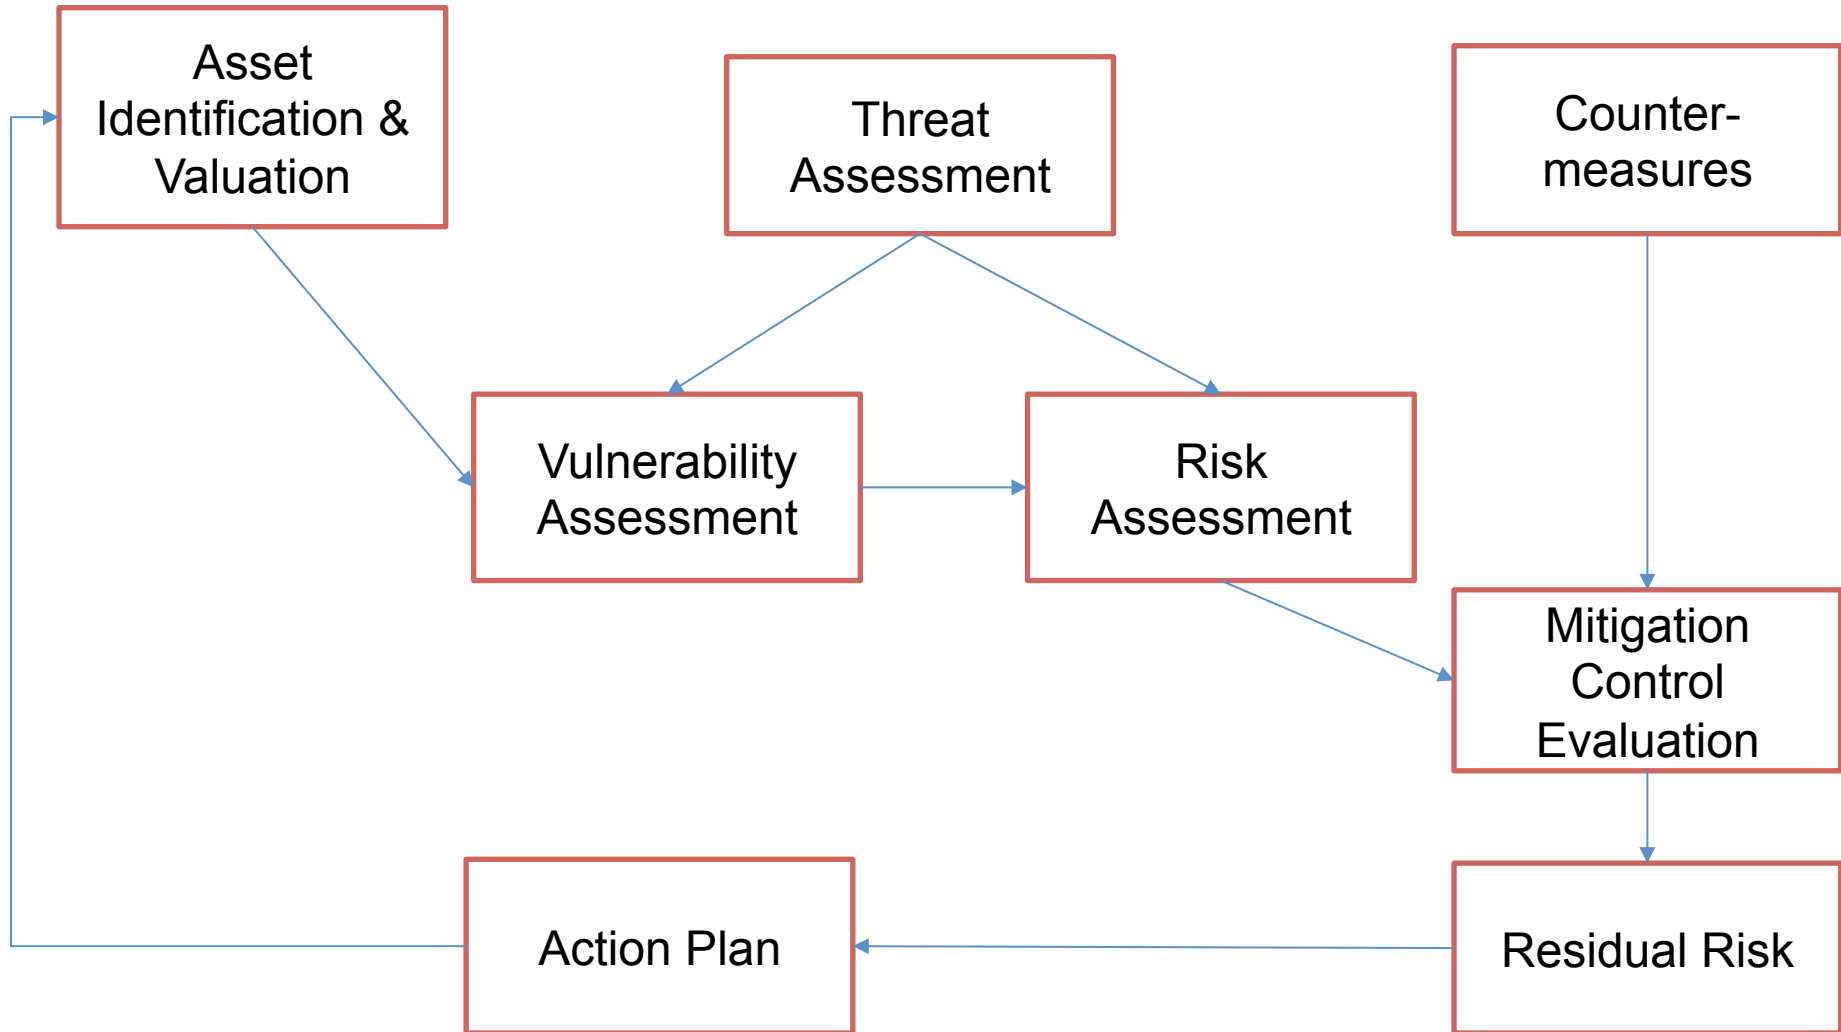 Asset
Identification &
Valuation
Threat
Assessment
Counter-
measures
Vulnerability
Assessment
Risk
Assessment
Mitigation
Control
Evaluation
Action Plan
Residual Risk